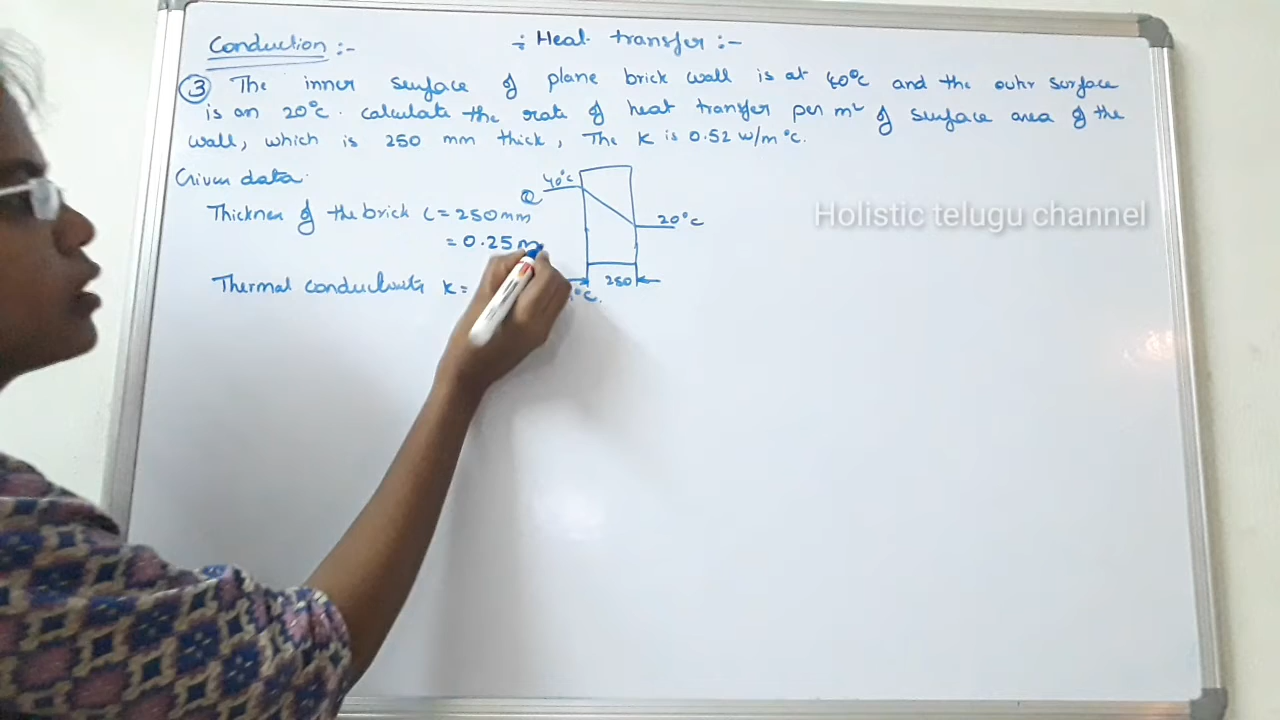 Conduction :-
÷ Heat transfer :-
③ The inner surface of plane brick wall is at 40°C and the outer surface
is an 20°C. calculate the rate of heat transfer per m² of surface area of the
wall, which is 250 mm thick, The K is 0.52 w/m°C.
Given data
Thickness of the brick L = 250mm
= 0.25 m
Thermal conductivity K =
°C.
40°C
Q
20°C
250
Holistic telugu channel